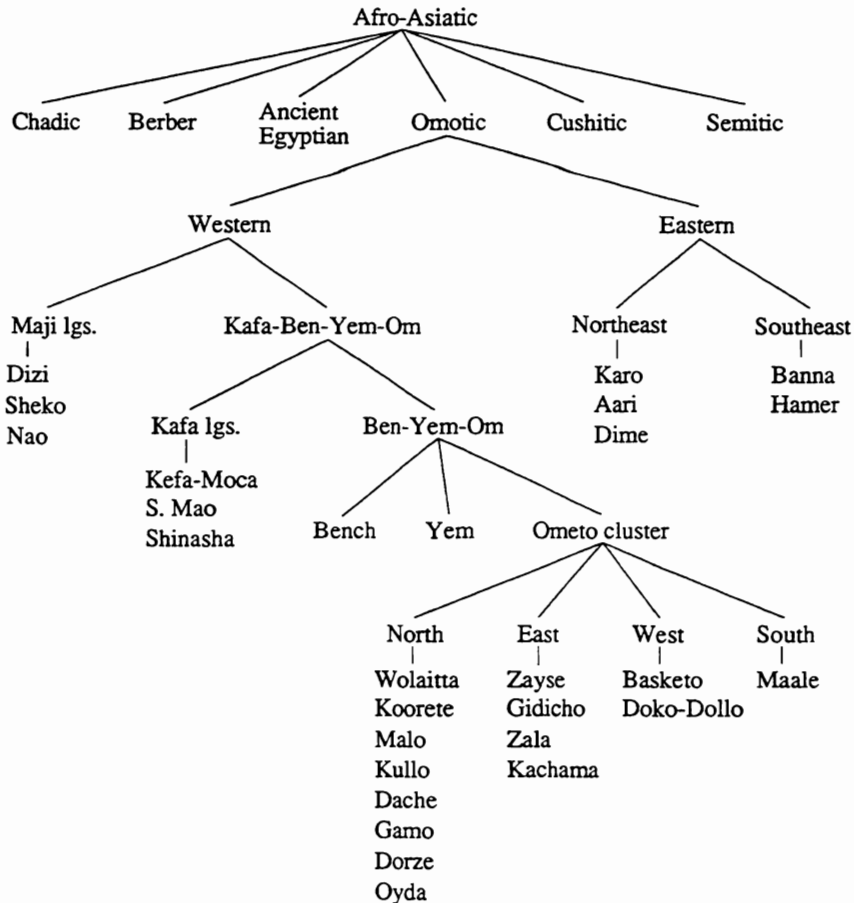 Afro-Asiatic
Chadic
Berber
Ancient
Egyptian
Omotic
Cushitic
Semitic
Western
Eastern
Maji lgs.
Dizi
Sheko
Nao
Kafa-Ben-Yem-Om
Northeast
Karo
Aari
Dime
Southeast
Banna
Hamer
Kafa lgs.
Kefa-Moca
S. Mao
Shinasha
Ben-Yem-Om
Bench
Yem
Ometo cluster
North
Wolaitta
Koorete
Malo
Kullo
Dache
Gamo
Dorze
Oyda
East
Zayse
Gidicho
Zala
Kachama
West
Basketo
Doko-Dollo
South
Maale